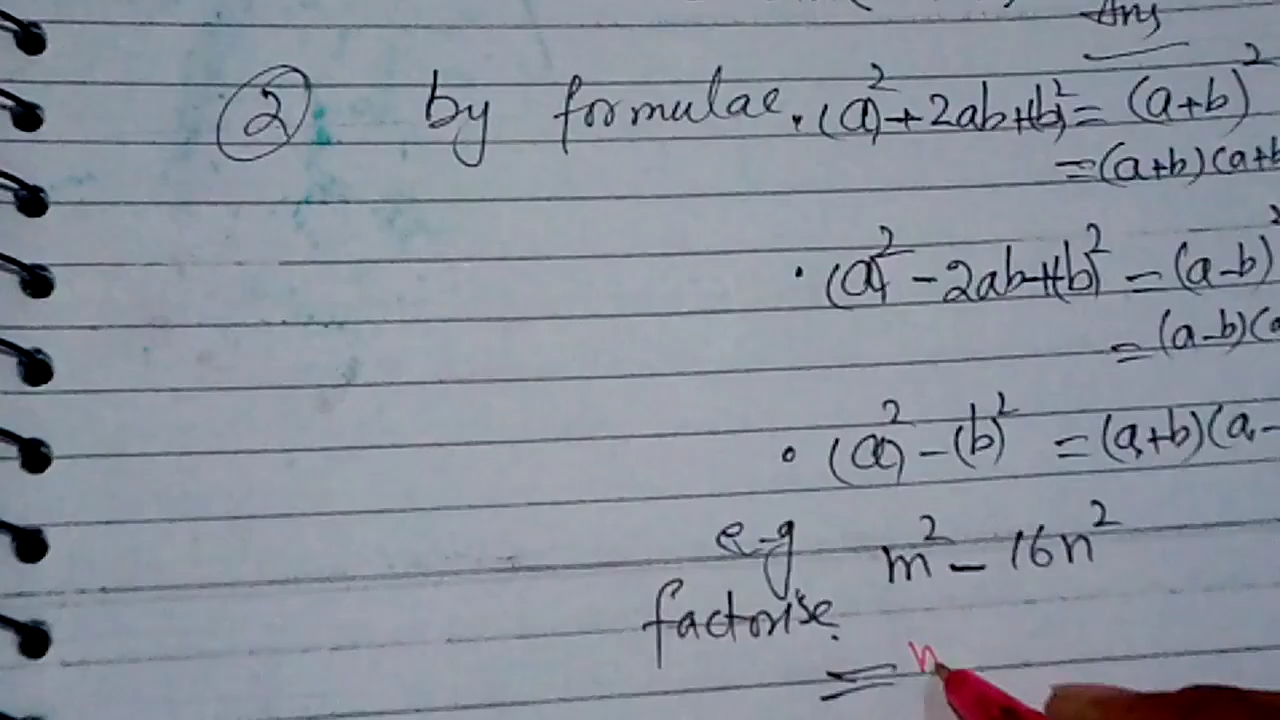 Ans
② by formulae. (a)²+2ab+(b)²=(a+b)²
=(a+b)(a+b
• (a)²-2ab+(b)²=(a-b)²
=(a-b)(a
• (a)²-(b)²=(a+b)(a-
e-g m²-16n²
factorise.
=